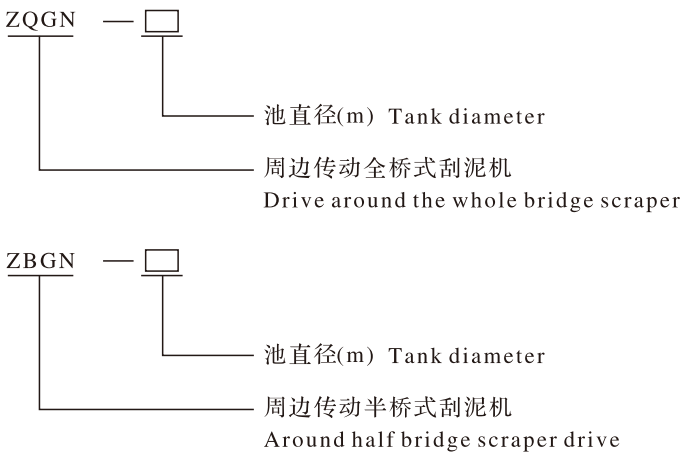 ZQGN — □
池直径(m) Tank diameter
周边传动全桥式刮泥机
Drive around the whole bridge scraper
ZBGN — □
池直径(m) Tank diameter
周边传动半桥式刮泥机
Around half bridge scraper drive